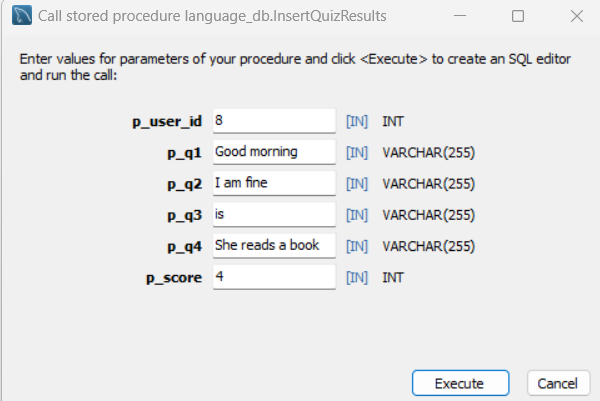 Call stored procedure language_db.InsertQuizResults
Enter values for parameters of your procedure and click <Execute> to create an SQL editor
and run the call:
p_user_id 8 [IN] INT
p_q1 Good morning [IN] VARCHAR(255)
p_q2 I am fine [IN] VARCHAR(255)
p_q3 is [IN] VARCHAR(255)
p_q4 She reads a book [IN] VARCHAR(255)
p_score 4 [IN] INT
Execute Cancel